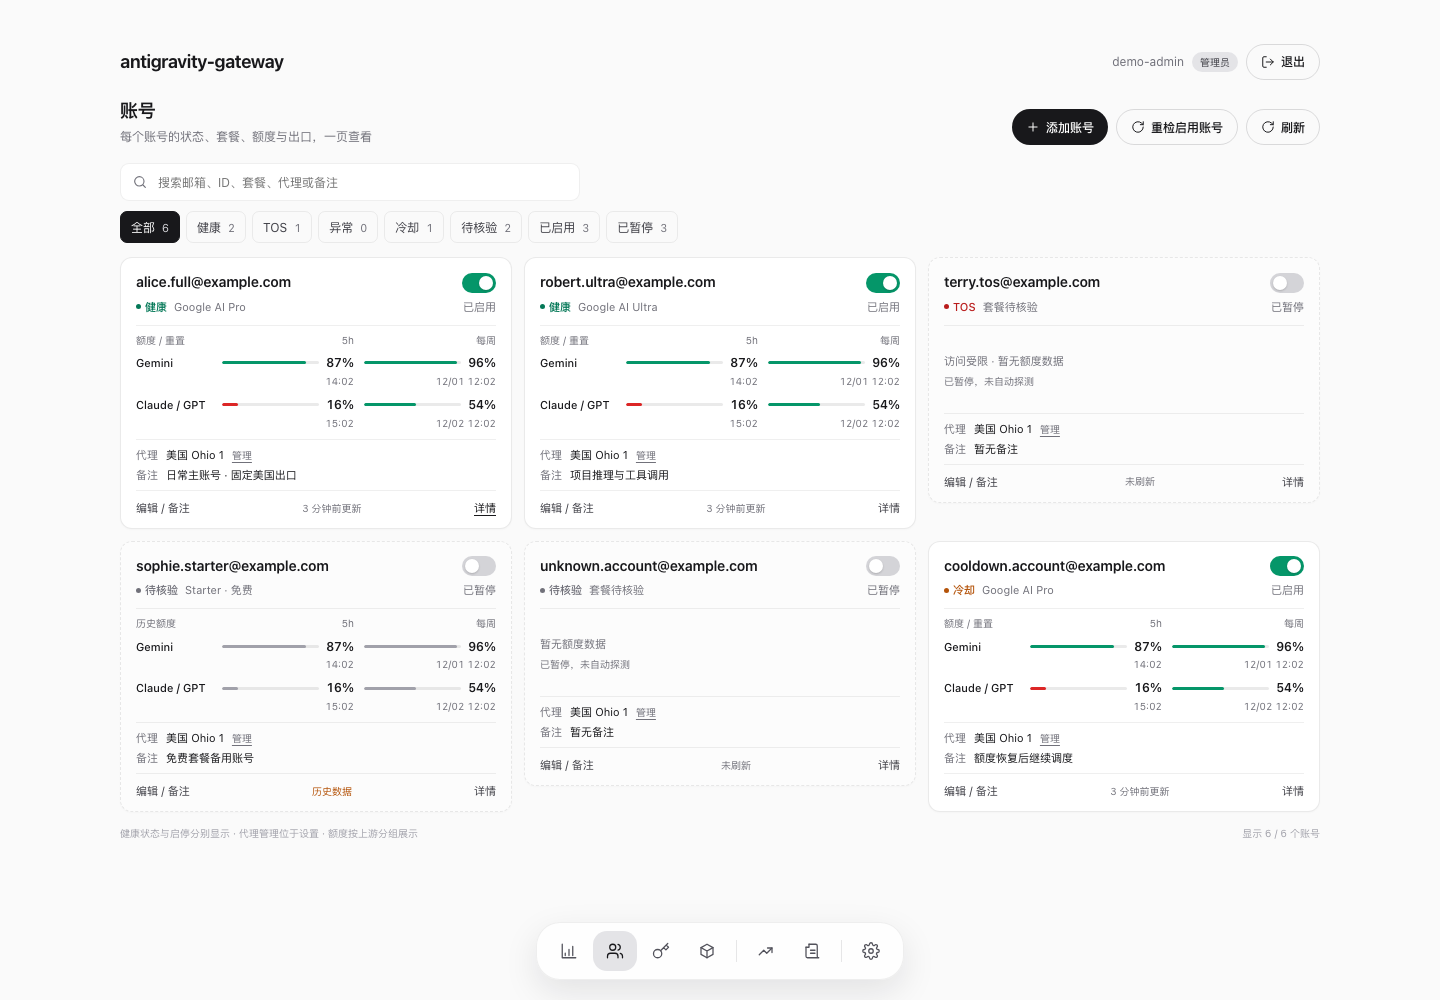 antigravity-gateway
demo-admin 管理员 退出
账号
每个账号的状态、套餐、额度与出口，一页查看
添加账号 重检启用账号 刷新
搜索邮箱、ID、套餐、代理或备注
全部 6 健康 2 TOS 1 异常 0 冷却 1 待核验 2 已启用 3 已暂停 3
alice.full@example.com
健康 Google AI Pro 已启用
额度 / 重置 5h 每周
Gemini 87% 96%
14:02 12/01 12:02
Claude / GPT 16% 54%
15:02 12/02 12:02
代理 美国 Ohio 1 管理
备注 日常主账号 · 固定美国出口
编辑 / 备注 3 分钟前更新 详情
robert.ultra@example.com
健康 Google AI Ultra 已启用
额度 / 重置 5h 每周
Gemini 87% 96%
14:02 12/01 12:02
Claude / GPT 16% 54%
15:02 12/02 12:02
代理 美国 Ohio 1 管理
备注 项目推理与工具调用
编辑 / 备注 3 分钟前更新 详情
terry.tos@example.com
TOS 套餐待核验 已暂停
访问受限 · 暂无额度数据
已暂停，未自动探测
代理 美国 Ohio 1 管理
备注 暂无备注
编辑 / 备注 未刷新 详情
sophie.starter@example.com
待核验 Starter · 免费 已暂停
历史额度 5h 每周
Gemini 87% 96%
14:02 12/01 12:02
Claude / GPT 16% 54%
15:02 12/02 12:02
代理 美国 Ohio 1 管理
备注 免费套餐备用账号
编辑 / 备注 历史数据 详情
unknown.account@example.com
待核验 套餐待核验 已暂停
暂无额度数据
已暂停，未自动探测
代理 美国 Ohio 1 管理
备注 暂无备注
编辑 / 备注 未刷新 详情
cooldown.account@example.com
冷却 Google AI Pro 已启用
额度 / 重置 5h 每周
Gemini 87% 96%
14:02 12/01 12:02
Claude / GPT 16% 54%
15:02 12/02 12:02
代理 美国 Ohio 1 管理
备注 额度恢复后继续调度
编辑 / 备注 3 分钟前更新 详情
健康状态与启停分别显示 · 代理管理位于设置 · 额度按上游分组展示 显示 6 / 6 个账号